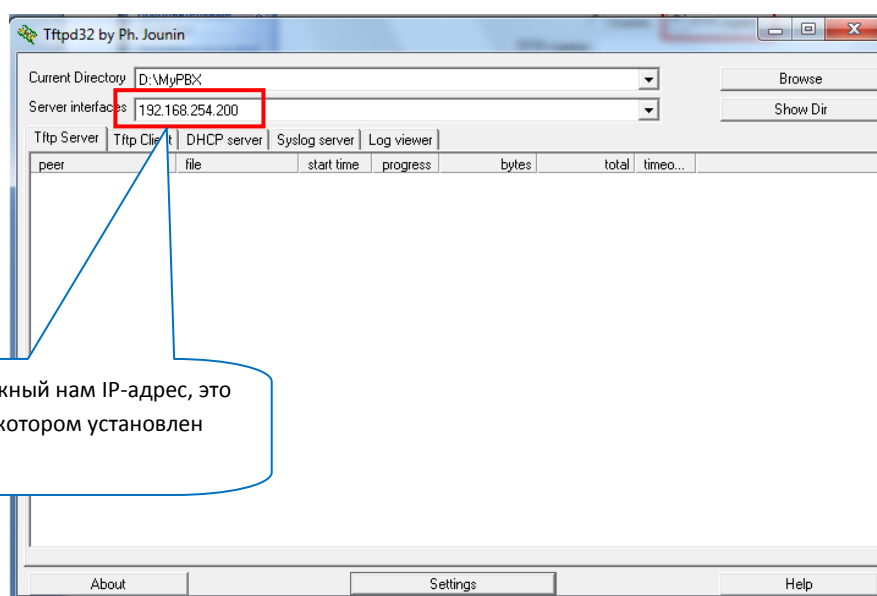 Tftpd32 by Ph. Jounin
Current Directory D:\MyPBX Browse
Server interfaces 192.168.254.200 Show Dir
Tftp Server Tftp Client DHCP server Syslog server Log viewer
peer file start time progress bytes total timeo...
жный нам IP-адрес, это
котором установлен
About Settings Help